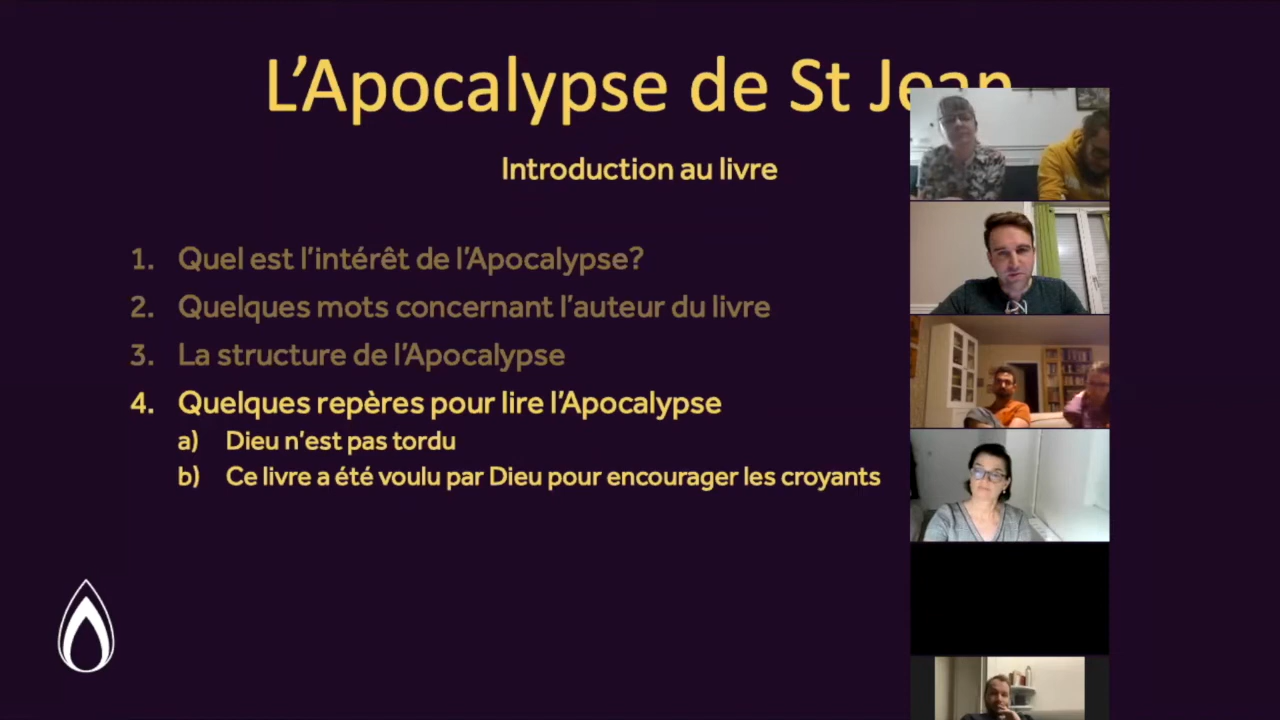 L'Apocalypse de St Jean
Introduction au livre
1. Quel est l'intérêt de l'Apocalypse?
2. Quelques mots concernant l'auteur du livre
3. La structure de l'Apocalypse
4. Quelques repères pour lire l'Apocalypse
a) Dieu n'est pas tordu
b) Ce livre a été voulu par Dieu pour encourager les croyants